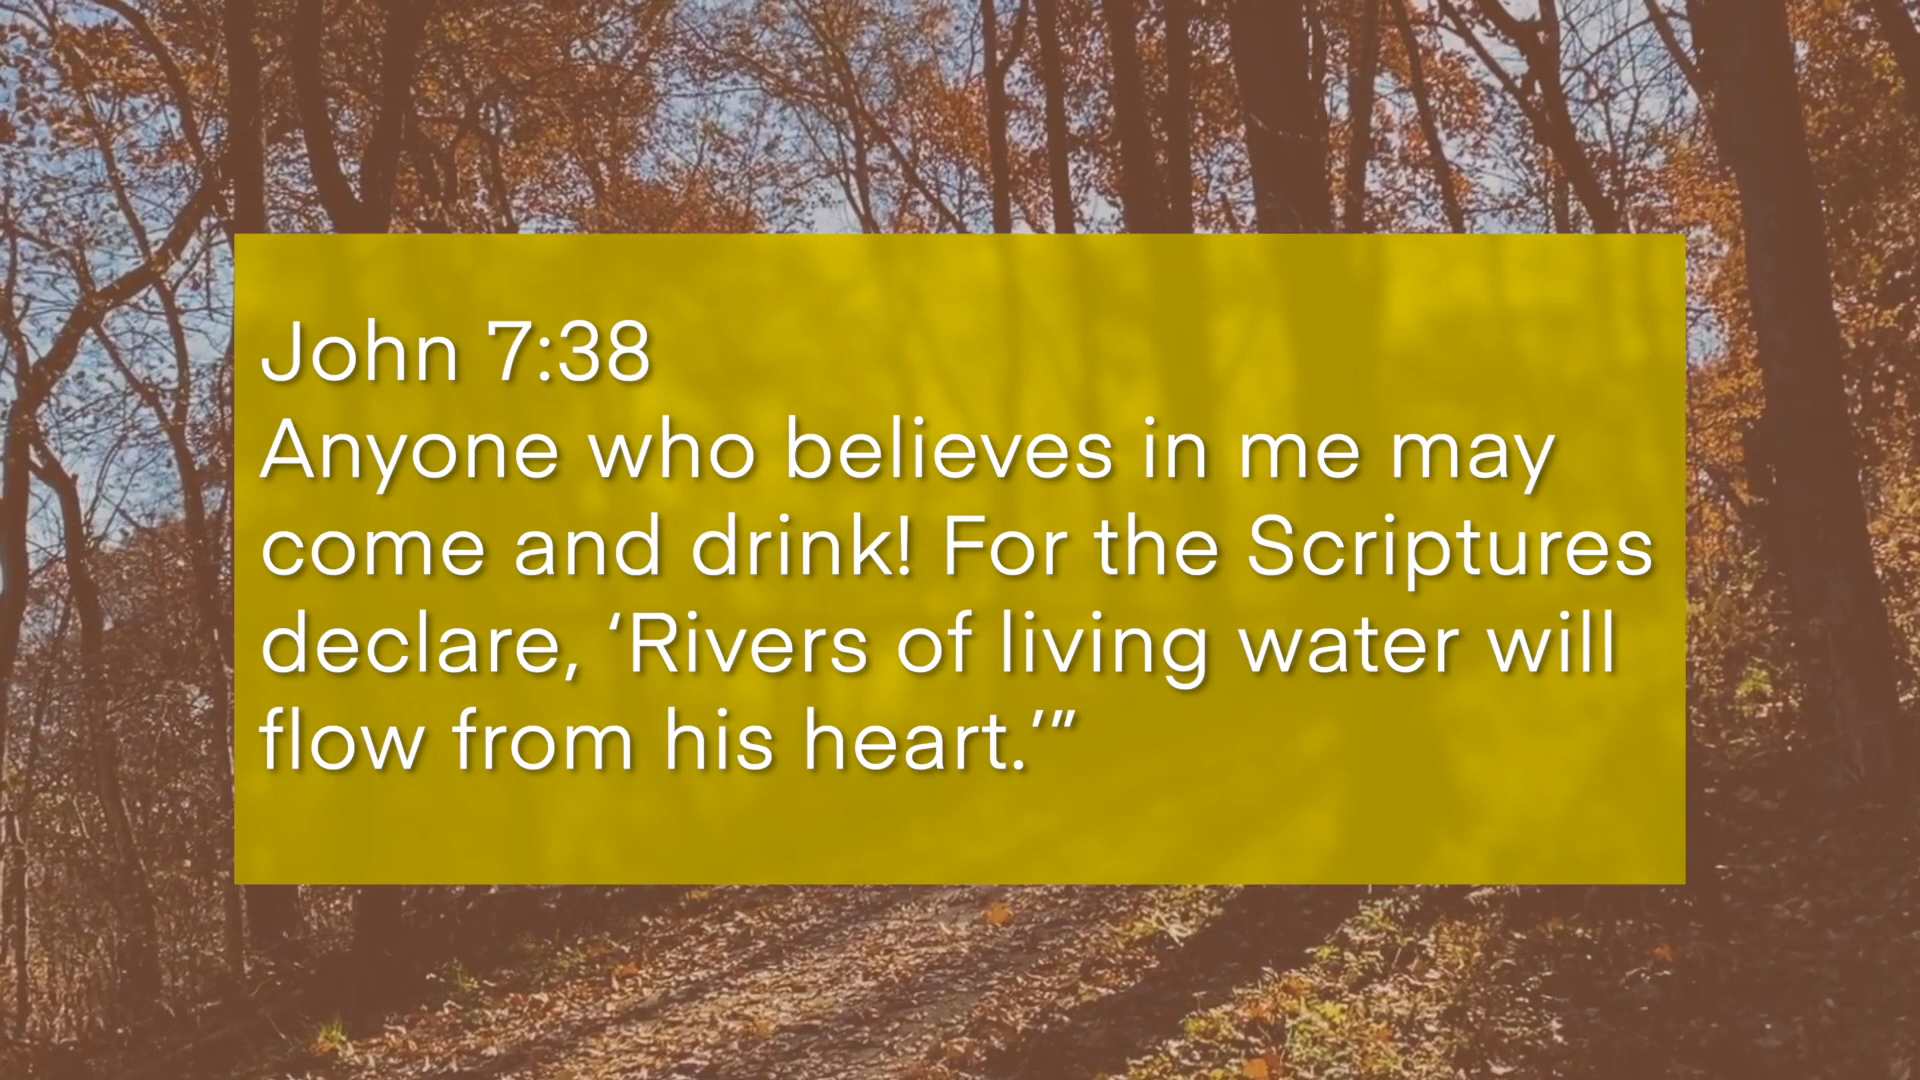 John 7:38
Anyone who believes in me may
come and drink! For the Scriptures
declare, ‘Rivers of living water will
flow from his heart.’”